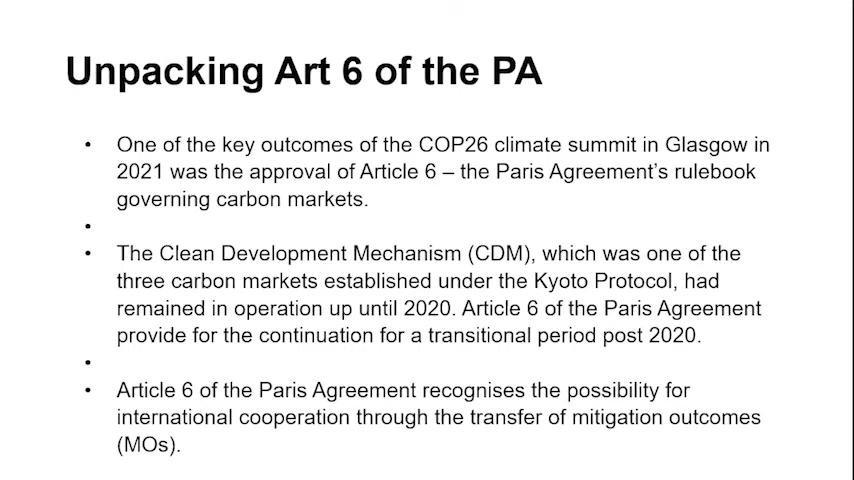 Unpacking Art 6 of the PA
• One of the key outcomes of the COP26 climate summit in Glasgow in
2021 was the approval of Article 6 – the Paris Agreement's rulebook
governing carbon markets.
•
• The Clean Development Mechanism (CDM), which was one of the
three carbon markets established under the Kyoto Protocol, had
remained in operation up until 2020. Article 6 of the Paris Agreement
provide for the continuation for a transitional period post 2020.
•
• Article 6 of the Paris Agreement recognises the possibility for
international cooperation through the transfer of mitigation outcomes
(MOs).